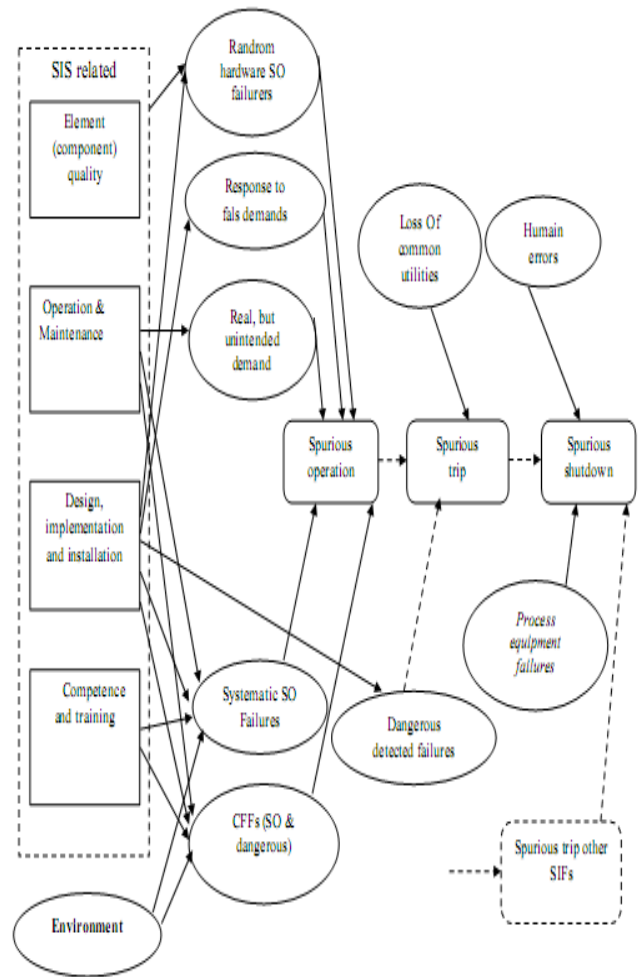 SIS related
Element
(component)
quality
Operation &
Maintenance
Design,
implementation
and installation
Competence
and training
Environment
Randrom
hardware SO
failurers
Response to
fals demands
Real, but
unintended
demand
Systematic SO
Failures
CFFs (SO &
dangerous)
Spurious
operation
Loss Of
common
utilities
Spurious
trip
Dangerous
detected failures
Humain
errors
Spurious
shutdown
Process
equipment
failures
Spurious trip other
SIFs